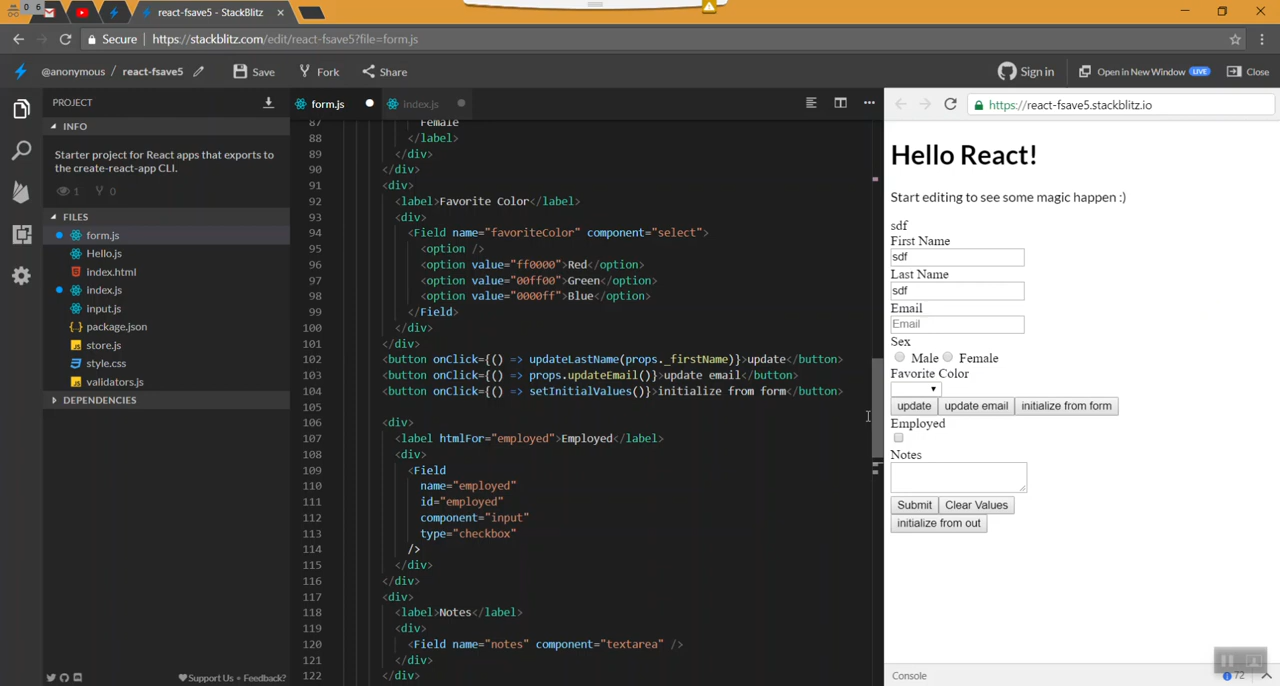 0 6
react-fsave5 - StackBlitz
Secure https://stackblitz.com/edit/react-fsave5?file=form.js
@anonymous / react-fsave5 Save Fork Share Sign in Open in New Window LIVE Close
PROJECT
INFO
Starter project for React apps that exports to
the create-react-app CLI.
1 0
FILES
form.js
Hello.js
index.html
index.js
input.js
package.json
store.js
style.css
validators.js
DEPENDENCIES
Support Us • Feedback?
form.js index.js
87 Female
88 </label>
89 </div>
90 </div>
91 <div>
92 <label>Favorite Color</label>
93 <div>
94 <Field name="favoriteColor" component="select">
95 <option />
96 <option value="ff0000">Red</option>
97 <option value="00ff00">Green</option>
98 <option value="0000ff">Blue</option>
99 </Field>
100 </div>
101 </div>
102 <button onClick={() => updateLastName(props._firstName)}>update</button>
103 <button onClick={() => props.updateEmail()}>update email</button>
104 <button onClick={() => setInitialValues()}>initialize from form</button>
105
106 <div>
107 <label htmlFor="employed">Employed</label>
108 <div>
109 <Field
110 name="employed"
111 id="employed"
112 component="input"
113 type="checkbox"
114 />
115 </div>
116 </div>
117 <div>
118 <label>Notes</label>
119 <div>
120 <Field name="notes" component="textarea" />
121 </div>
122 </div>
https://react-fsave5.stackblitz.io
Hello React!
Start editing to see some magic happen :)
sdf
First Name
sdf
Last Name
sdf
Email
Email
Sex
Male Female
Favorite Color
update update email initialize from form
Employed
Notes
Submit Clear Values
initialize from out
Console
72